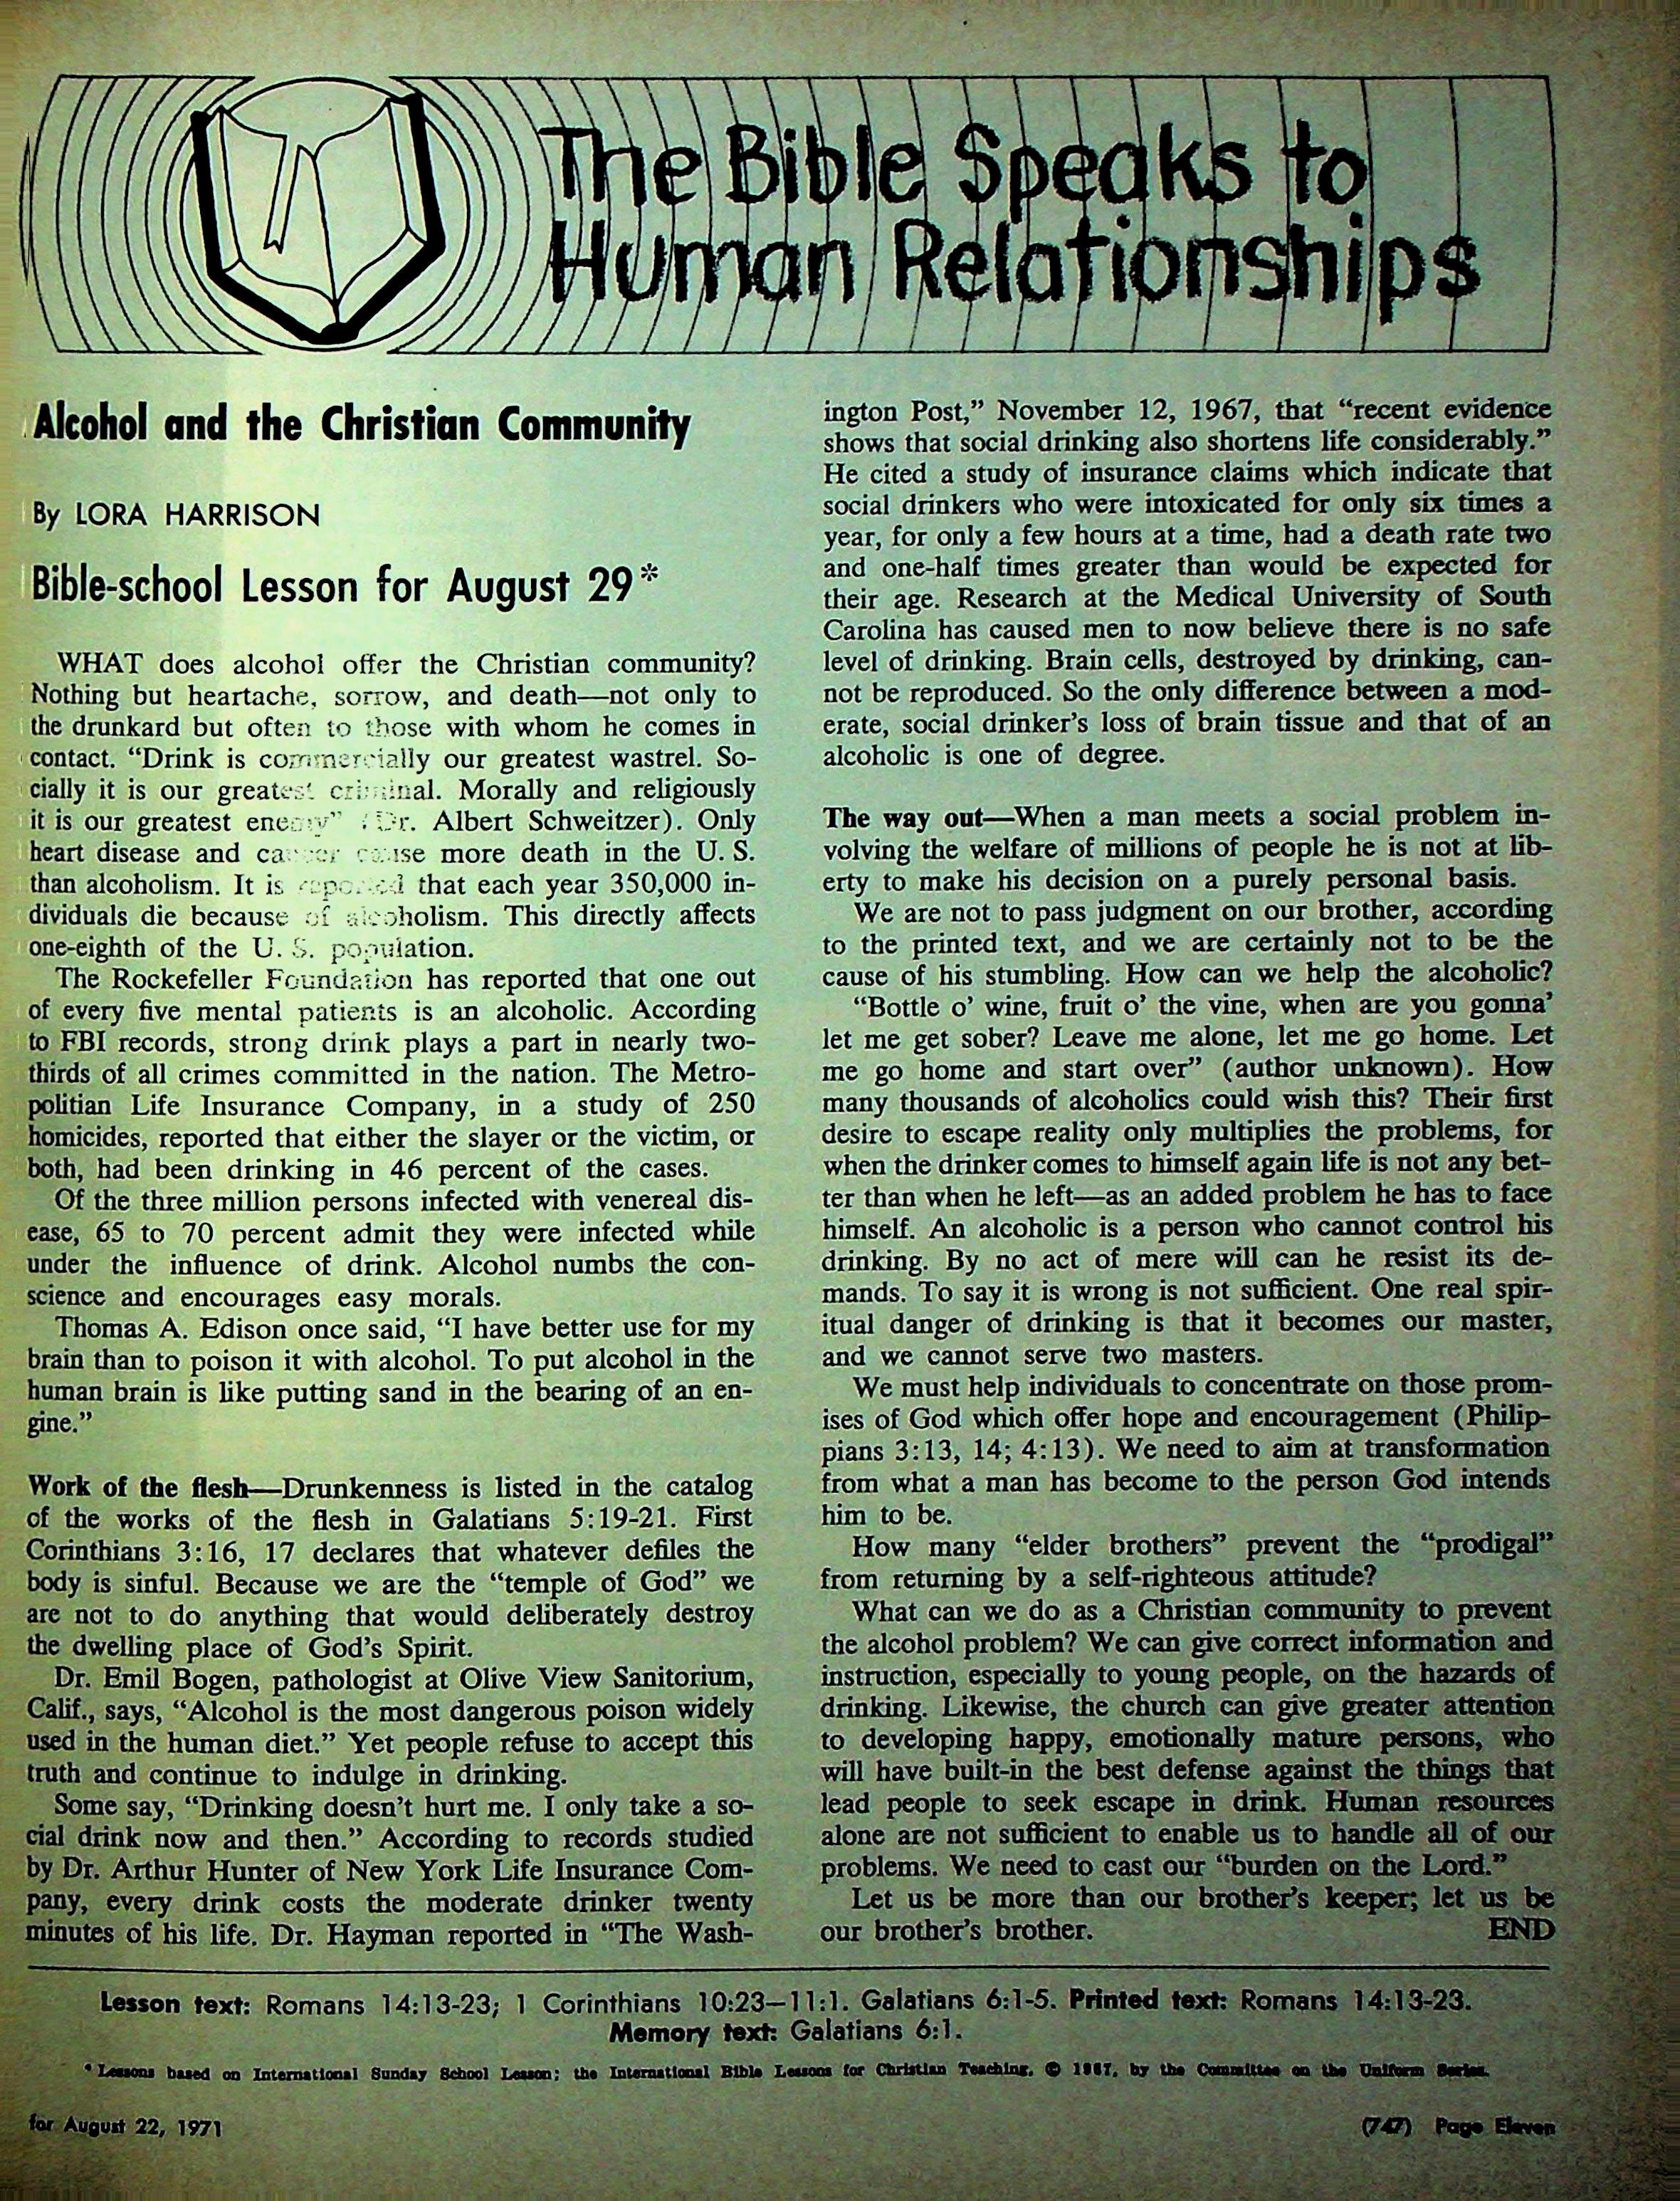 The Bible Speaks to
Human Relationships
Alcohol and the Christian Community
By LORA HARRISON
Bible-school Lesson for August 29*
WHAT does alcohol offer the Christian community?
Nothing but heartache, sorrow, and death—not only to
the drunkard but often to those with whom he comes in
contact. “Drink is commercially our greatest wastrel. So-
cially it is our greatest criminal. Morally and religiously
it is our greatest enemy” (Dr. Albert Schweitzer). Only
heart disease and cancer cause more death in the U. S.
than alcoholism. It is reported that each year 350,000 in-
dividuals die because of alcoholism. This directly affects
one-eighth of the U. S. population.
The Rockefeller Foundation has reported that one out
of every five mental patients is an alcoholic. According
to FBI records, strong drink plays a part in nearly two-
thirds of all crimes committed in the nation. The Metro-
politian Life Insurance Company, in a study of 250
homicides, reported that either the slayer or the victim, or
both, had been drinking in 46 percent of the cases.
Of the three million persons infected with venereal dis-
ease, 65 to 70 percent admit they were infected while
under the influence of drink. Alcohol numbs the con-
science and encourages easy morals.
Thomas A. Edison once said, “I have better use for my
brain than to poison it with alcohol. To put alcohol in the
human brain is like putting sand in the bearing of an en-
gine.”
Work of the flesh—Drunkenness is listed in the catalog
of the works of the flesh in Galatians 5:19-21. First
Corinthians 3:16, 17 declares that whatever defiles the
body is sinful. Because we are the “temple of God” we
are not to do anything that would deliberately destroy
the dwelling place of God’s Spirit.
Dr. Emil Bogen, pathologist at Olive View Sanitorium,
Calif., says, “Alcohol is the most dangerous poison widely
used in the human diet.” Yet people refuse to accept this
truth and continue to indulge in drinking.
Some say, “Drinking doesn’t hurt me. I only take a so-
cial drink now and then.” According to records studied
by Dr. Arthur Hunter of New York Life Insurance Com-
pany, every drink costs the moderate drinker twenty
minutes of his life. Dr. Hayman reported in “The Wash-
ington Post,” November 12, 1967, that “recent evidence
shows that social drinking also shortens life considerably.”
He cited a study of insurance claims which indicate that
social drinkers who were intoxicated for only six times a
year, for only a few hours at a time, had a death rate two
and one-half times greater than would be expected for
their age. Research at the Medical University of South
Carolina has caused men to now believe there is no safe
level of drinking. Brain cells, destroyed by drinking, can-
not be reproduced. So the only difference between a mod-
erate, social drinker’s loss of brain tissue and that of an
alcoholic is one of degree.
The way out—When a man meets a social problem in-
volving the welfare of millions of people he is not at lib-
erty to make his decision on a purely personal basis.
We are not to pass judgment on our brother, according
to the printed text, and we are certainly not to be the
cause of his stumbling. How can we help the alcoholic?
“Bottle o’ wine, fruit o’ the vine, when are you gonna’
let me get sober? Leave me alone, let me go home. Let
me go home and start over” (author unknown). How
many thousands of alcoholics could wish this? Their first
desire to escape reality only multiplies the problems, for
when the drinker comes to himself again life is not any bet-
ter than when he left—as an added problem he has to face
himself. An alcoholic is a person who cannot control his
drinking. By no act of mere will can he resist its de-
mands. To say it is wrong is not sufficient. One real spir-
itual danger of drinking is that it becomes our master,
and we cannot serve two masters.
We must help individuals to concentrate on those prom-
ises of God which offer hope and encouragement (Philip-
pians 3:13, 14; 4:13). We need to aim at transformation
from what a man has become to the person God intends
him to be.
How many “elder brothers” prevent the “prodigal”
from returning by a self-righteous attitude?
What can we do as a Christian community to prevent
the alcohol problem? We can give correct information and
instruction, especially to young people, on the hazards of
drinking. Likewise, the church can give greater attention
to developing happy, emotionally mature persons, who
will have built-in the best defense against the things that
lead people to seek escape in drink. Human resources
alone are not sufficient to enable us to handle all of our
problems. We need to cast our “burden on the Lord.”
Let us be more than our brother’s keeper; let us be
our brother’s brother. END
Lesson text: Romans 14:13-23; 1 Corinthians 10:23—11:1. Galatians 6:1-5. Printed text: Romans 14:13-23.
Memory text: Galatians 6:1.
* Lessons based on International Sunday School Lesson; the International Bible Lessons for Christian Teaching, © 1967, by the Committee on the Uniform Series.
for August 22, 1971
(747) Page Eleven